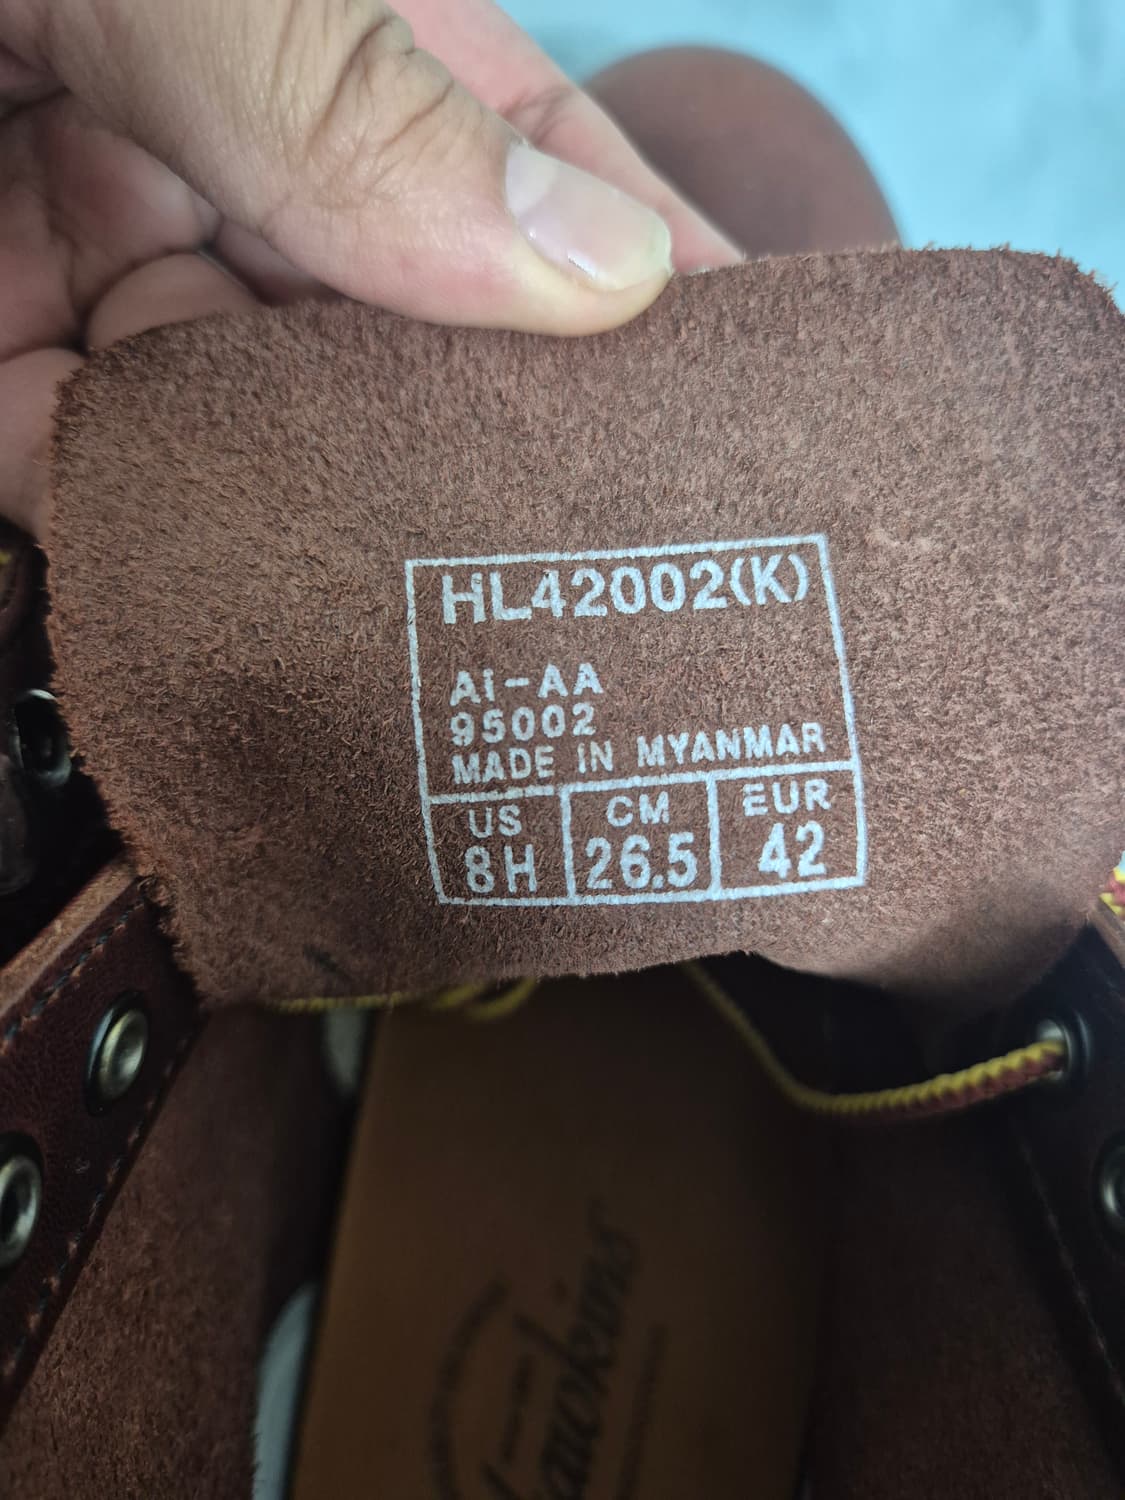 HL42002(K)
Ai-AA
95002
MADE IN MYANMAR
US CM EUR
8H 26.5 42